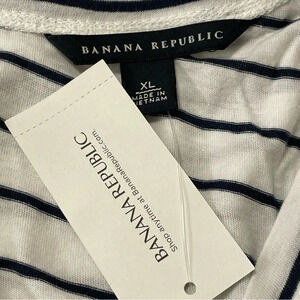 BANANA REPUBLIC
XL
MADE IN
VIETNAM
BANANA REPUBLIC
Shop anytime at BananaRepublic.com